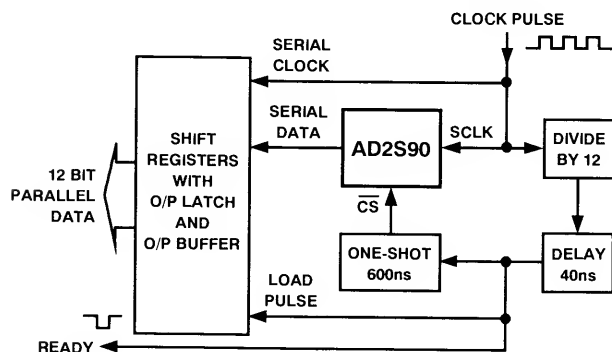 CLOCK PULSE
SERIAL
CLOCK
SERIAL
DATA
SHIFT
REGISTERS
WITH
O/P LATCH
AND
O/P BUFFER
12 BIT
PARALLEL
DATA
AD2S90
SCLK
DIVIDE
BY 12
CS
ONE-SHOT
600ns
DELAY
40ns
LOAD
PULSE
READY